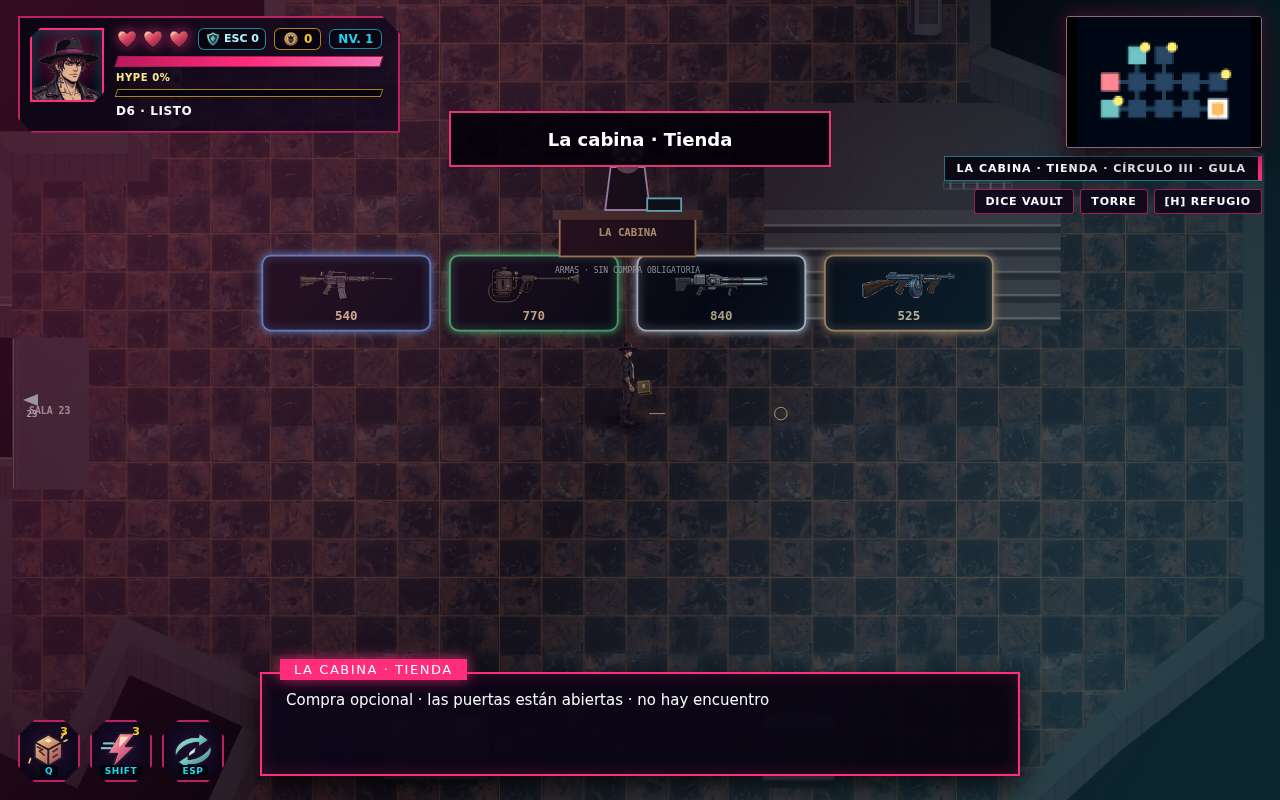 ESC 0
0
NV. 1
HYPE 0%
D6 · LISTO
La cabina · Tienda
LA CABINA · TIENDA · CÍRCULO III · GULA
DICE VAULT
TORRE
[H] REFUGIO
LA CABINA
ARMAS · SIN COMPRA OBLIGATORIA
540
770
840
525
SALA 23
23
LA CABINA · TIENDA
Compra opcional · las puertas están abiertas · no hay encuentro
3
Q
3
SHIFT
ESP